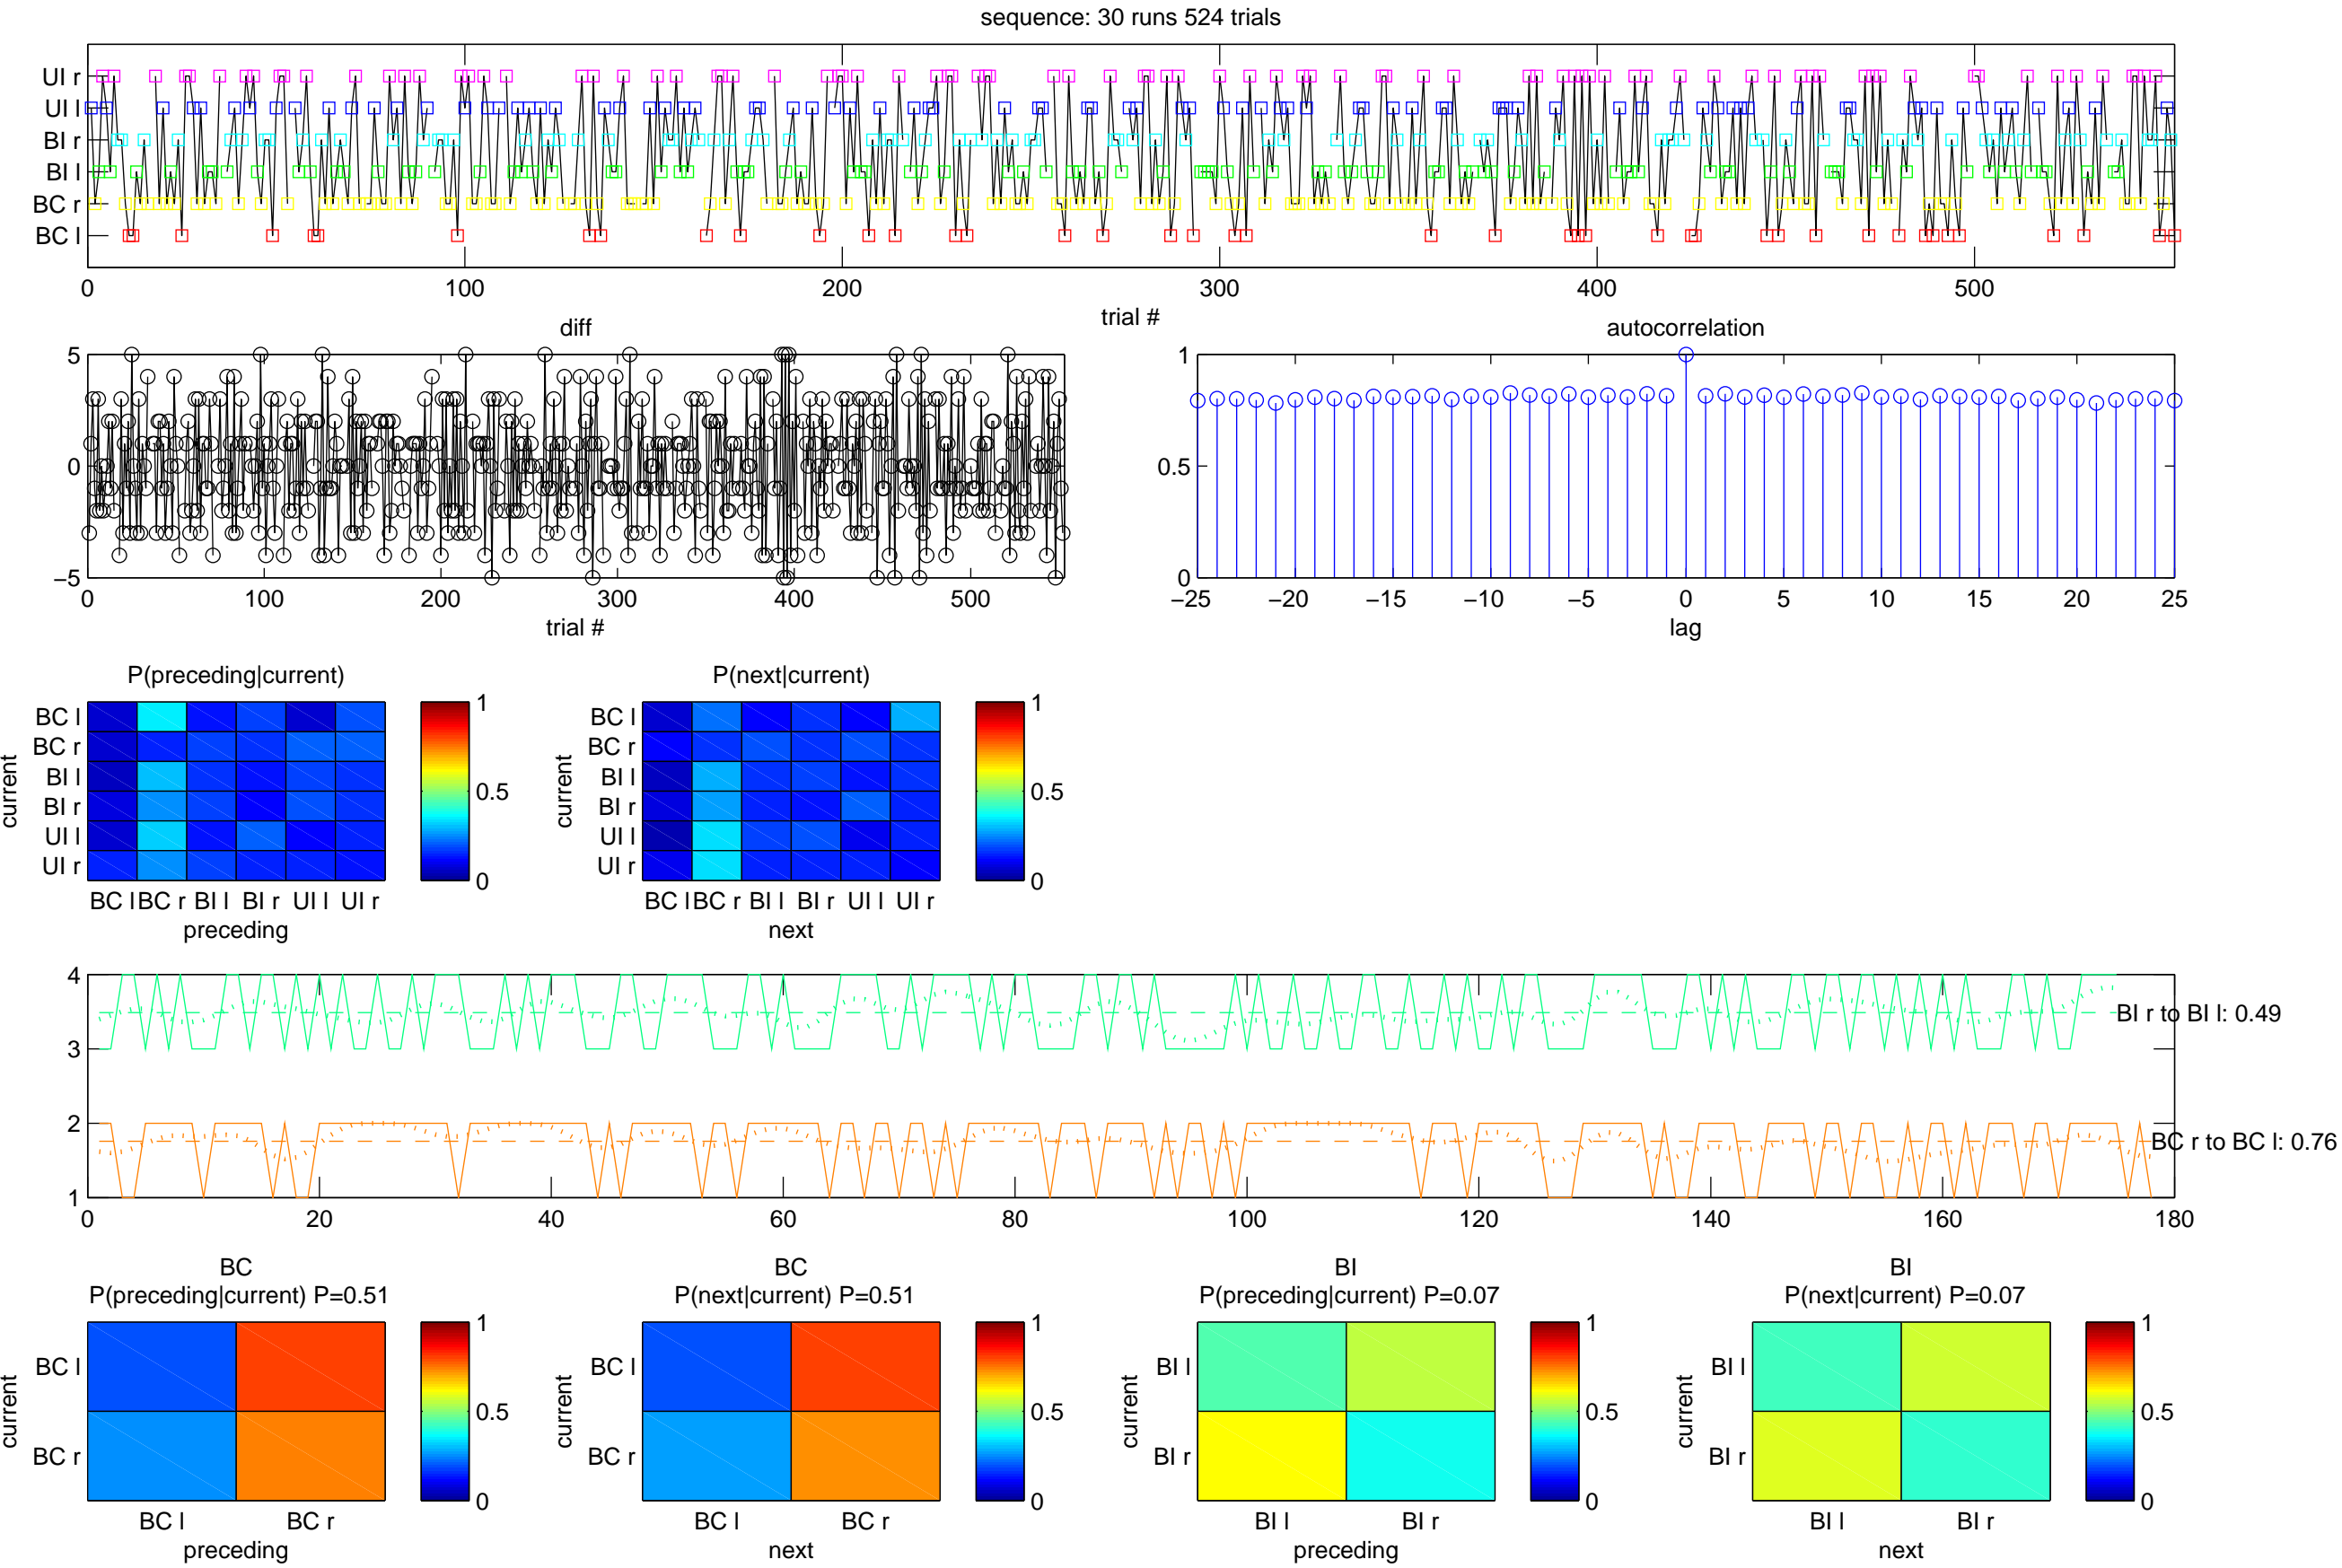 sequence: 30 runs 524 trials
UI r
UI l
BI r
BI l
BC r
BC l
0 100 200 300 400 500
trial #
diff
5
0
−5
0 100 200 300 400 500
trial #
autocorrelation
1
0.5
0
−25 −20 −15 −10 −5 0 5 10 15 20 25
lag
P(preceding|current)
current
BC l
BC r
BI l
BI r
UI l
UI r
BC l BC r BI l BI r UI l UI r
preceding
1
0.5
0
P(next|current)
current
BC l
BC r
BI l
BI r
UI l
UI r
BC l BC r BI l BI r UI l UI r
next
1
0.5
0
4
3
2
1
0 20 40 60 80 100 120 140 160 180
BI r to BI l: 0.49
BC r to BC l: 0.76
BC
P(preceding|current) P=0.51
current
BC l
BC r
BC l BC r
preceding
1
0.5
0
BC
P(next|current) P=0.51
current
BC l
BC r
BC l BC r
next
1
0.5
0
BI
P(preceding|current) P=0.07
current
BI l
BI r
BI l BI r
preceding
1
0.5
0
BI
P(next|current) P=0.07
current
BI l
BI r
BI l BI r
next
1
0.5
0